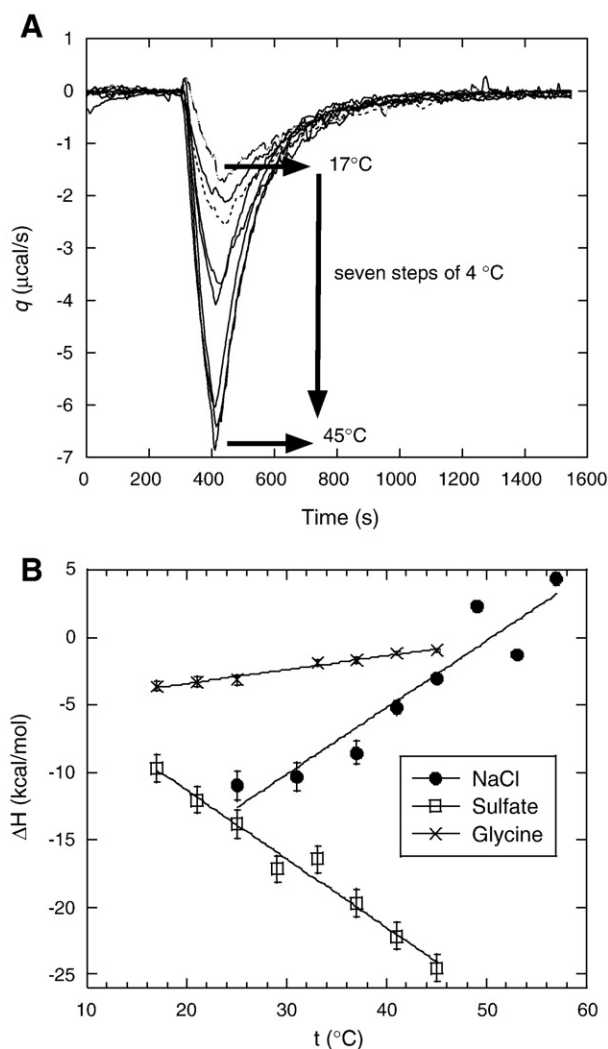 A
1
0
-1
-2
-3
-4
-5
-6
-7
q (μcal/s)
17°C
seven steps of 4 °C
45°C
0 200 400 600 800 1000 1200 1400 1600
Time (s)
B
5
0
-5
-10
-15
-20
-25
ΔH (kcal/mol)
NaCl
Sulfate
Glycine
10 20 30 40 50 60
t (°C)